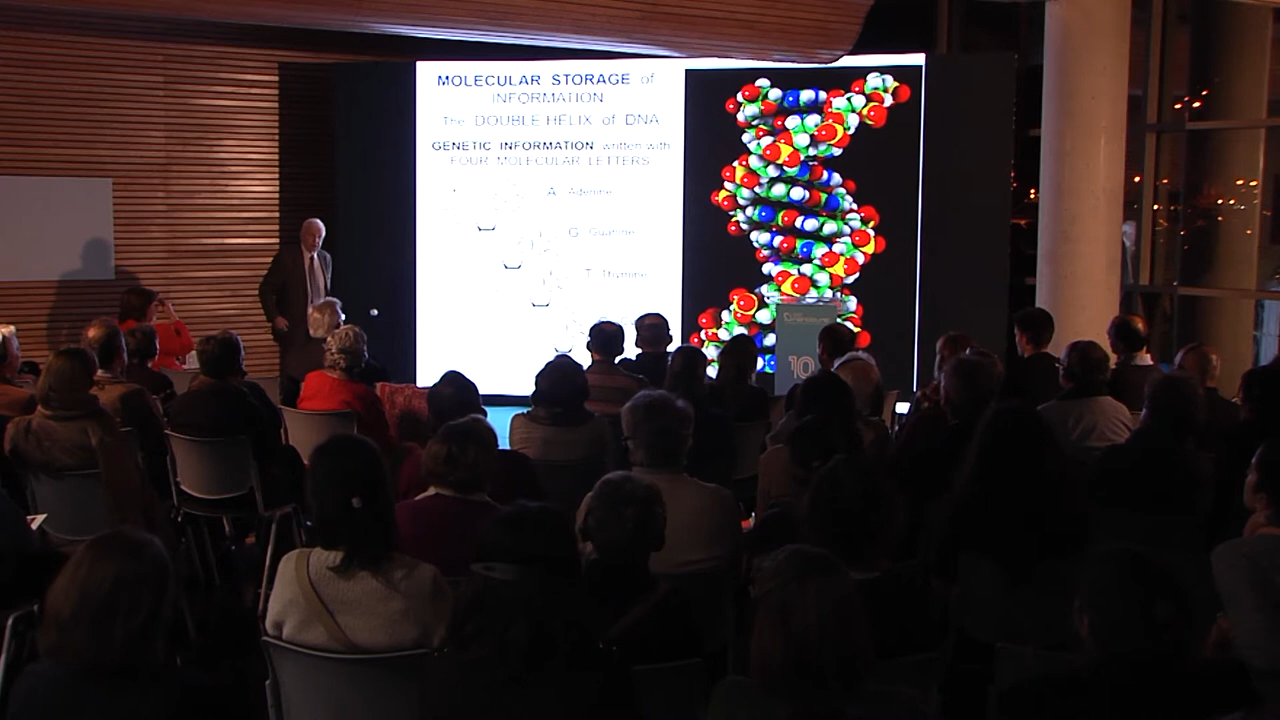 MOLECULAR STORAGE of
INFORMATION
The DOUBLE HELIX of DNA
GENETIC INFORMATION written with
FOUR MOLECULAR LETTERS
A Adenine
G Guanine
T Thymine
10